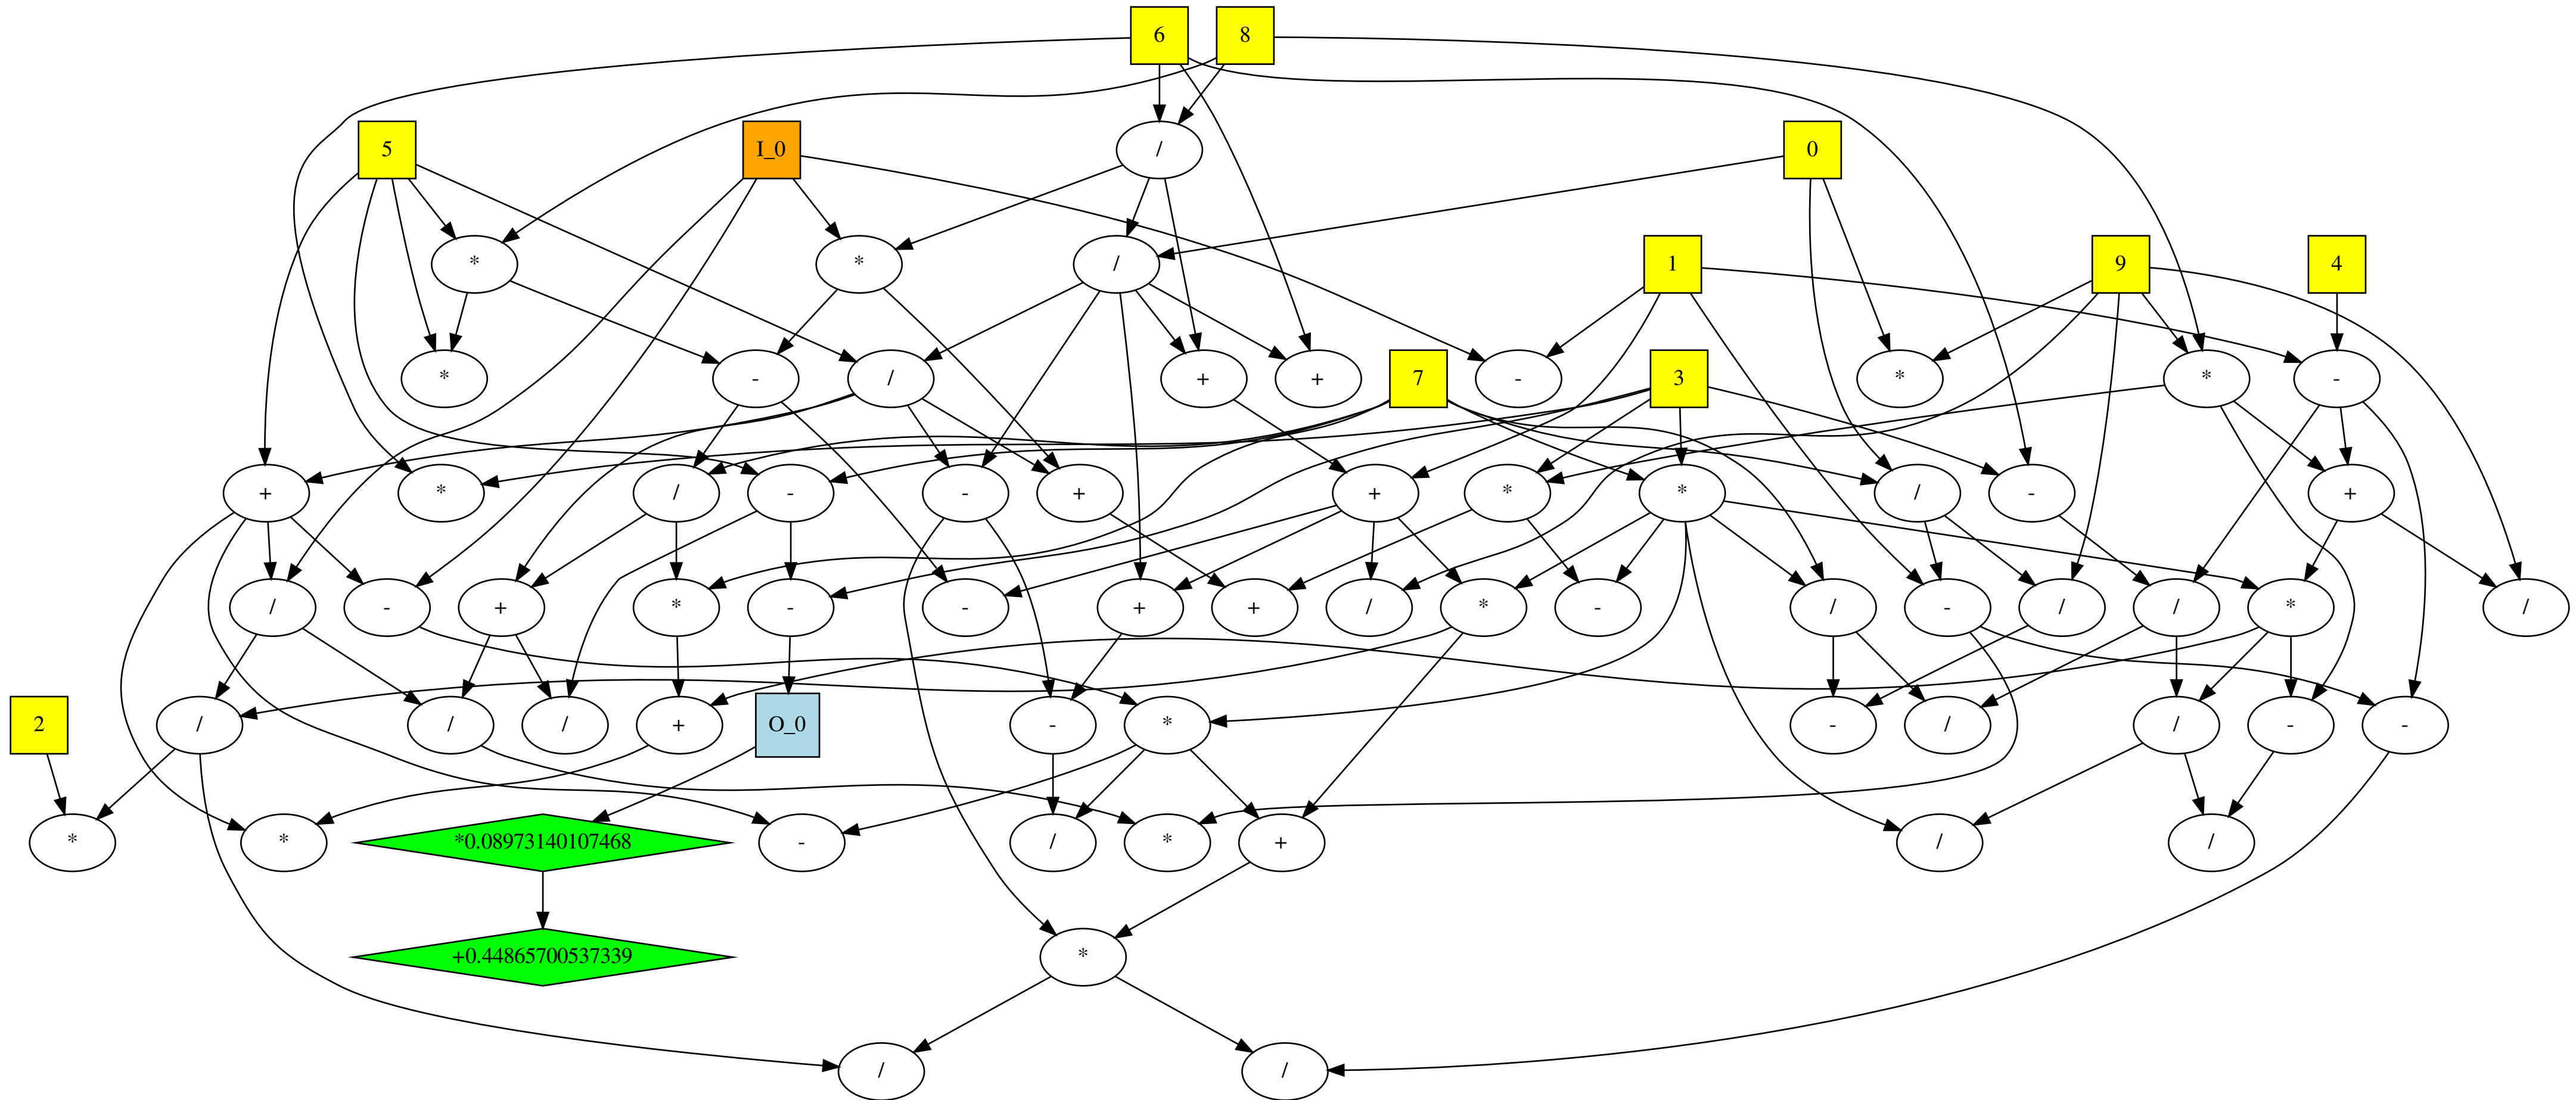 6 8
5 I_0 / 0
* * / 1 9 4
* - / + + - * * -
7 3
+ * / - - + + * * / - +
/ - + * - - + + / * - / - / / * /
2 / / / + O_0 - * - / / - -
* * *0.08973140107468 - / * + / /
+0.44865700537339 *
/ /